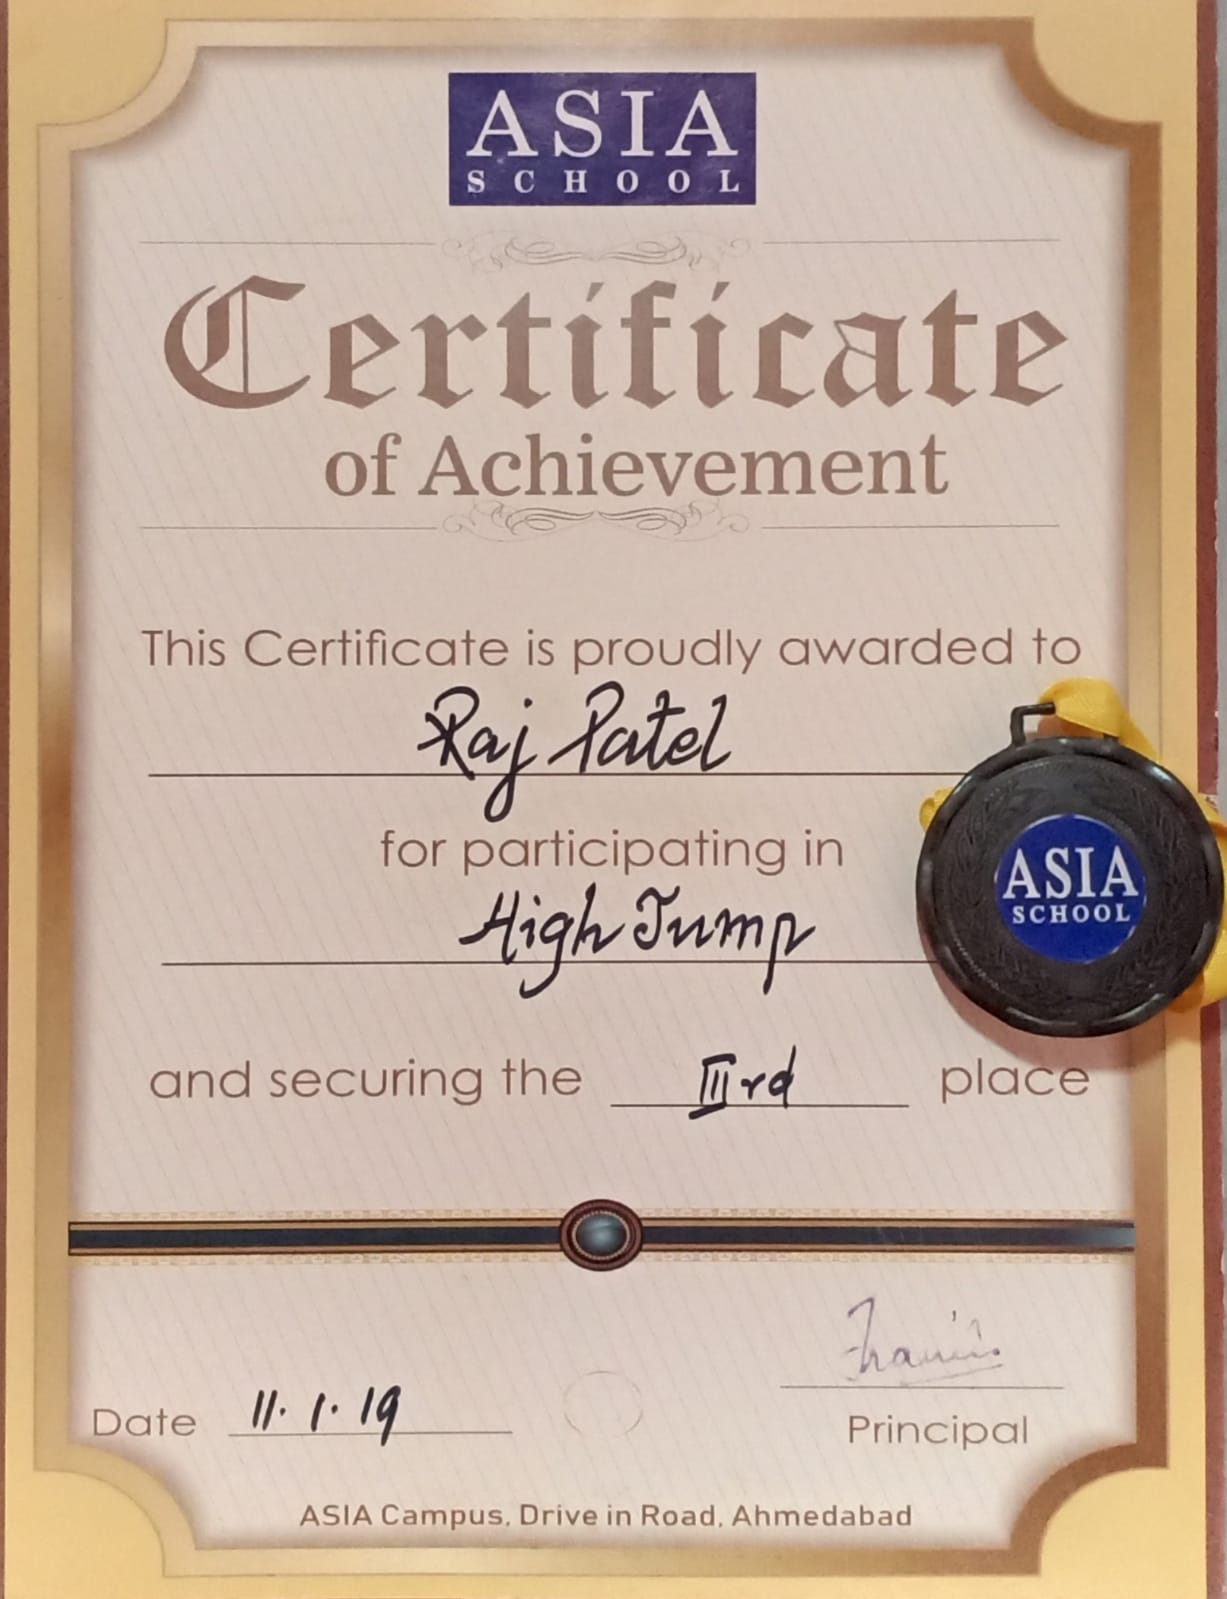 ASIA
SCHOOL
Certificate
of Achievement
This Certificate is proudly awarded to
Raj Patel
for participating in
High Jump
ASIA
SCHOOL
and securing the IIIrd place
Date 11.1.19
Principal
ASIA Campus, Drive in Road, Ahmedabad